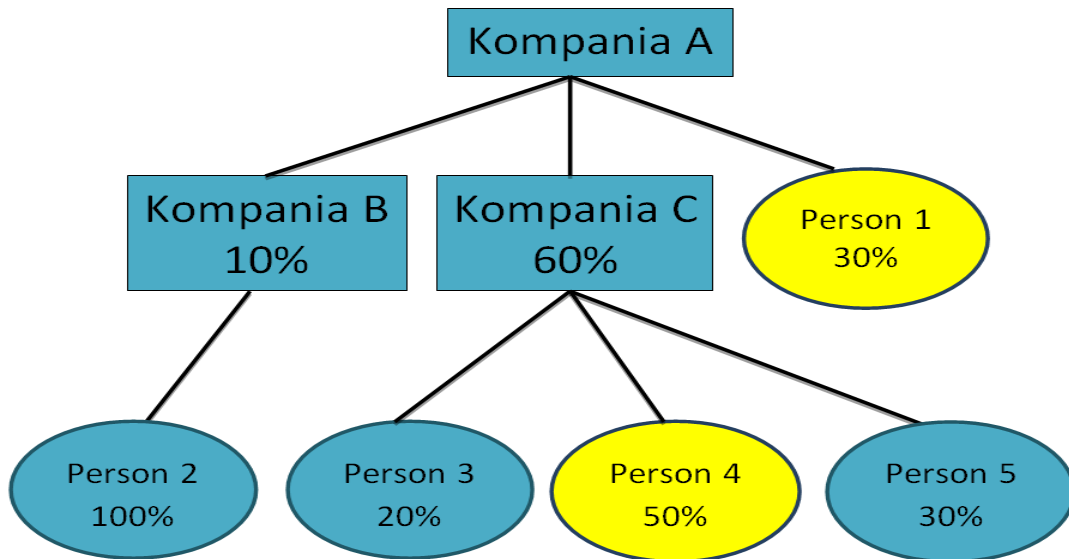 Kompania A
Kompania B
10%
Kompania C
60%
Person 1
30%
Person 2
100%
Person 3
20%
Person 4
50%
Person 5
30%